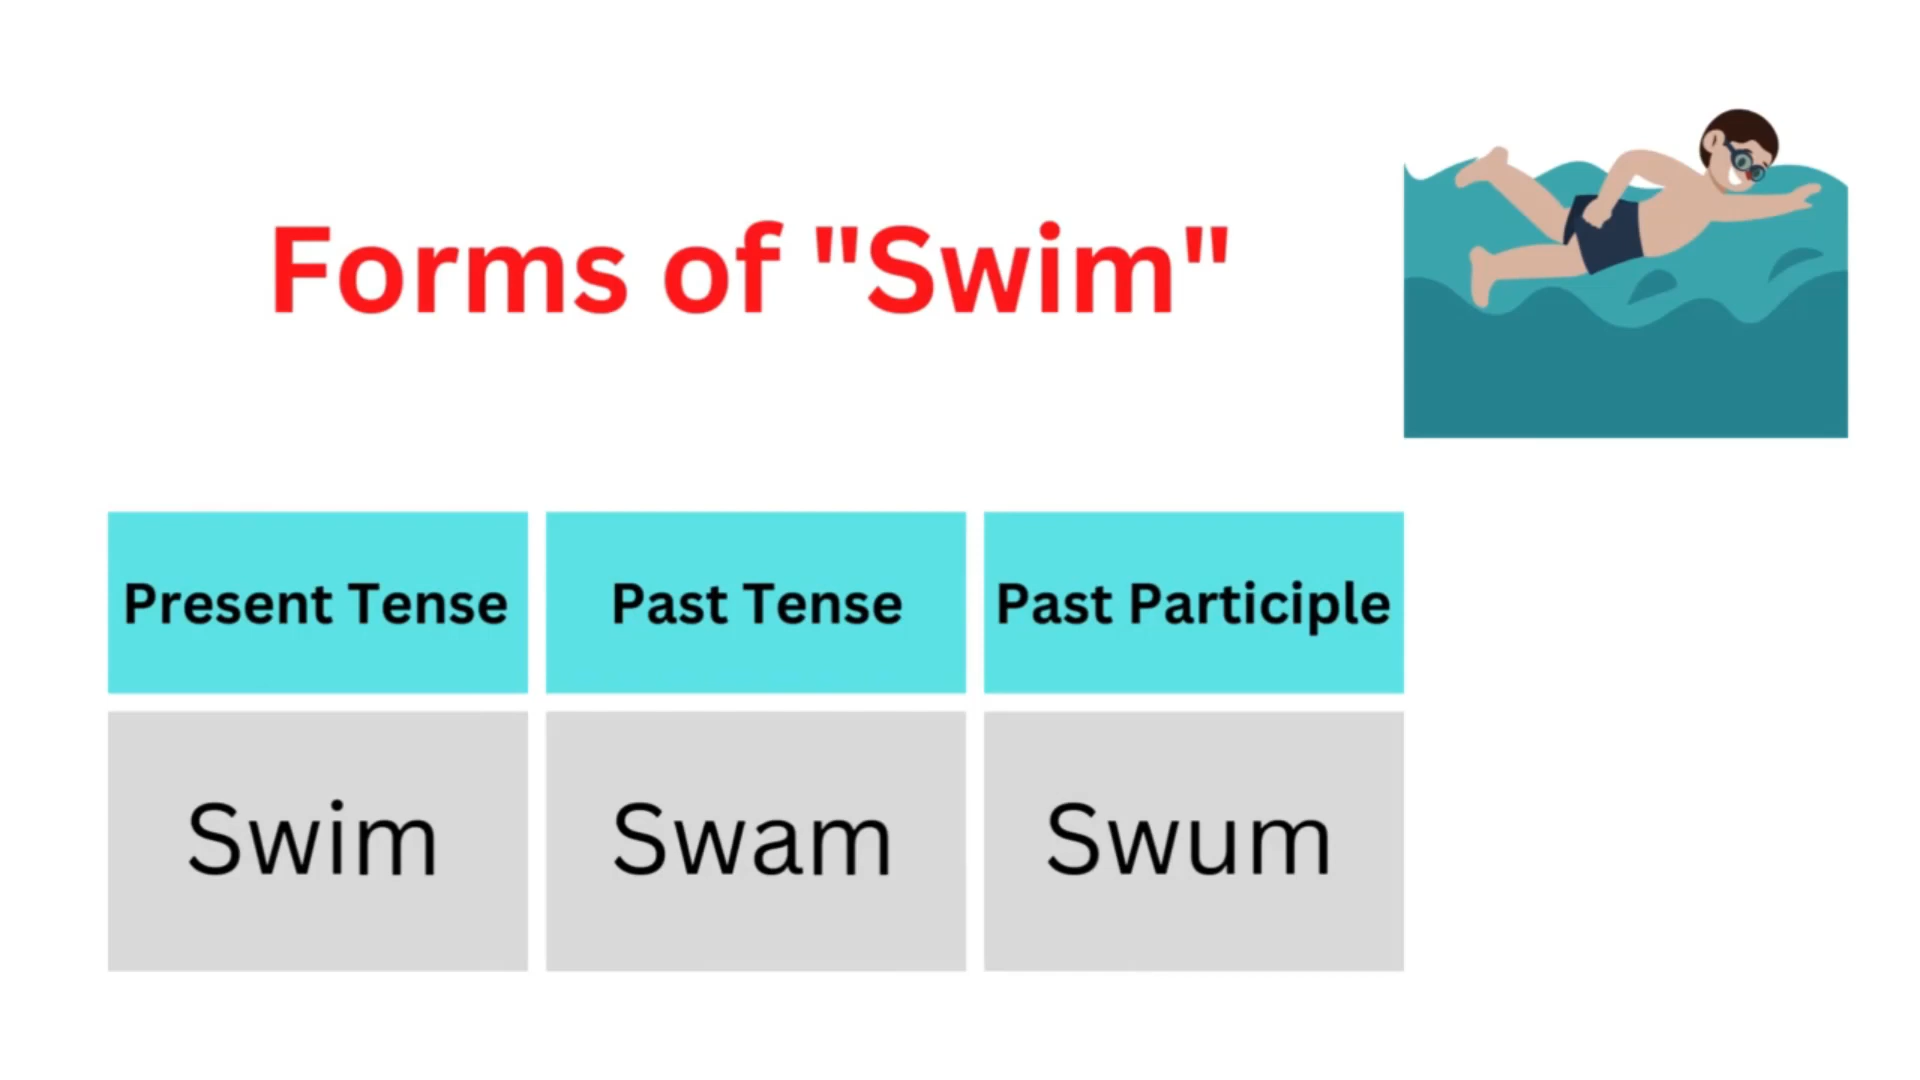 Forms of "Swim"
Present Tense Past Tense Past Participle
Swim Swam Swum